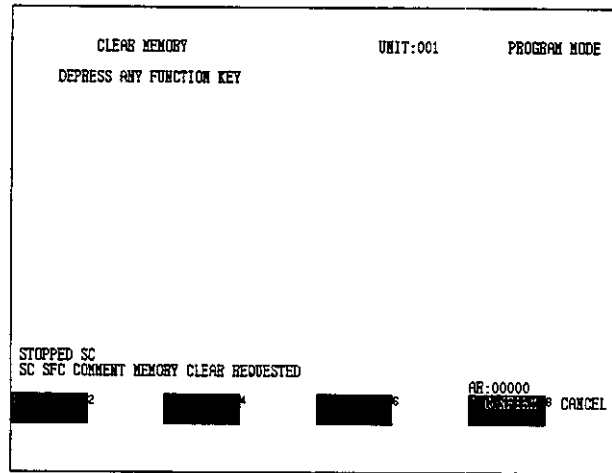 CLEAR MEMORY UNIT:001 PROGRAM MODE
DEPRESS ANY FUNCTION KEY
STOPPED SC
SC SFC COMMENT MEMORY CLEAR REQUESTED
AR:00000
2 4 6 8 CANCEL